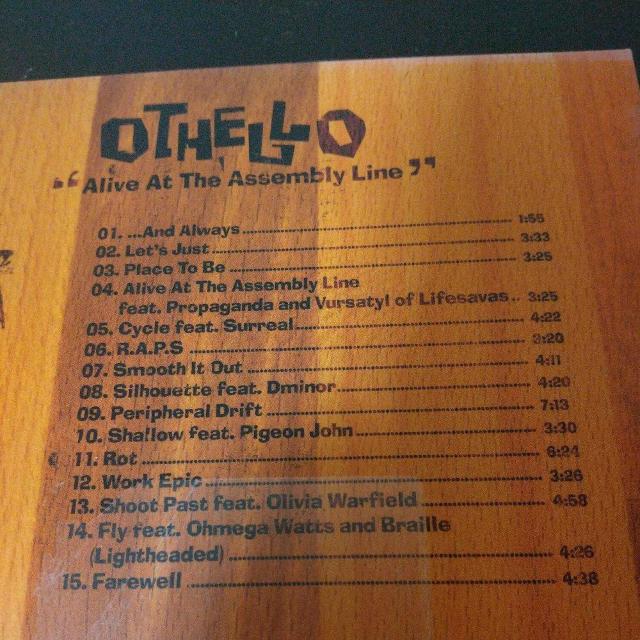 OTHELLO
“Alive At The Assembly Line”
01. ...And Always 1:55
02. Let's Just 3:33
03. Place To Be 3:25
04. Alive At The Assembly Line
feat. Propaganda and Vursatyl of Lifesavas.. 3:25
05. Cycle feat. Surreal 4:22
06. R.A.P.S 3:20
07. Smooth It Out 4:11
08. Silhouette feat. Dminor 4:20
09. Peripheral Drift 7:13
10. Shallow feat. Pigeon John 3:30
11. Rot 6:24
12. Work Epic 3:26
13. Shoot Past feat. Olivia Warfield 4:58
14. Fly feat. Ohmega Watts and Braille
(Lightheaded) 4:26
15. Farewell 4:38